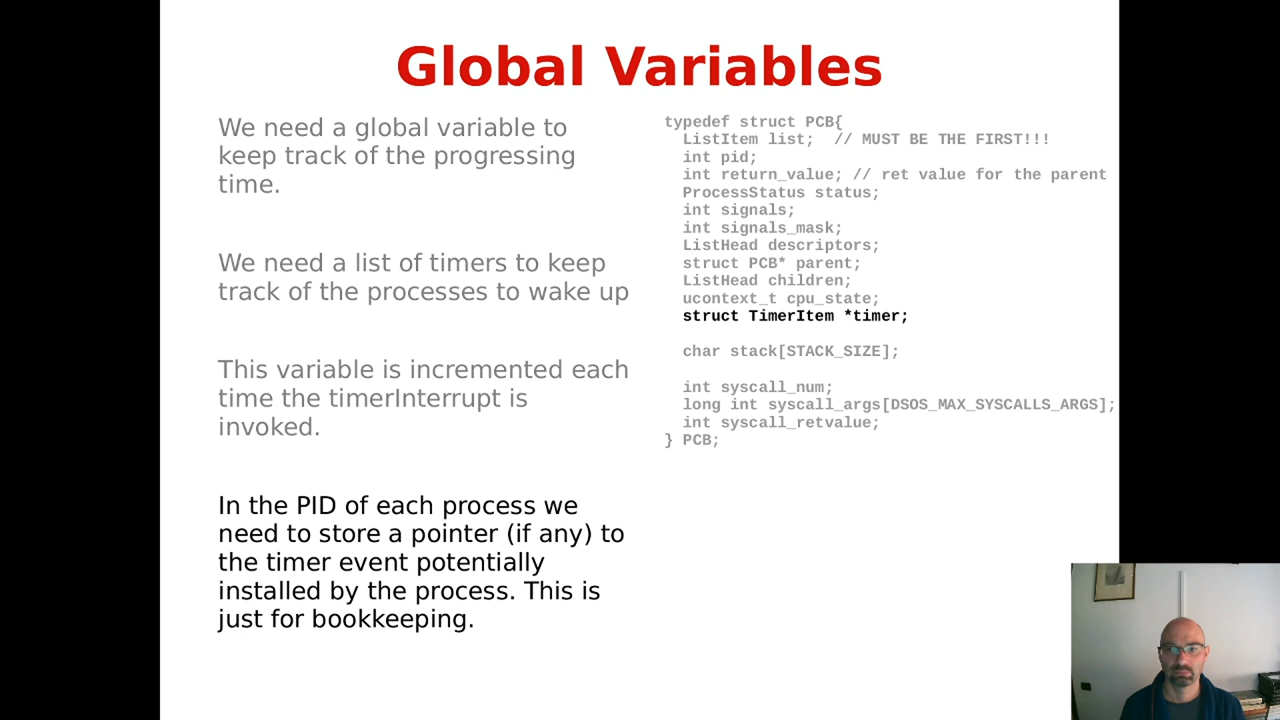 Global Variables
We need a global variable to
keep track of the progressing
time.
We need a list of timers to keep
track of the processes to wake up
This variable is incremented each
time the timerInterrupt is
invoked.
In the PID of each process we
need to store a pointer (if any) to
the timer event potentially
installed by the process. This is
just for bookkeeping.
typedef struct PCB{
  ListItem list;  // MUST BE THE FIRST!!!
  int pid;
  int return_value; // ret value for the parent
  ProcessStatus status;
  int signals;
  int signals_mask;
  ListHead descriptors;
  struct PCB* parent;
  ListHead children;
  ucontext_t cpu_state;
  struct TimerItem *timer;
  char stack[STACK_SIZE];
  int syscall_num;
  long int syscall_args[DSOS_MAX_SYSCALLS_ARGS];
  int syscall_retvalue;
} PCB;